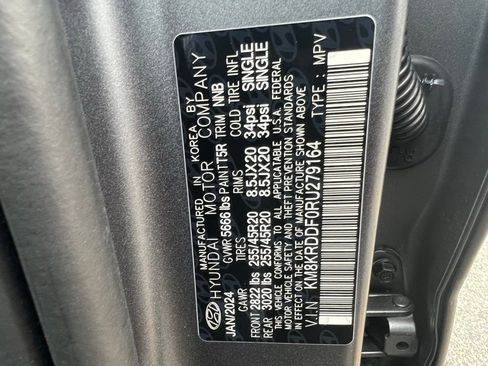 MANUFACTURED IN KOREA BY
HYUNDAI MOTOR COMPANY
JAN/2024 GVWR 5666 lbs PAINT T5R TRIM NNB
GAWR TIRES RIMS COLD TIRE INFL
FRONT 2822 lbs 255/45R20 8.5JX20 34psi SINGLE
REAR 3020 lbs 255/45R20 8.5JX20 34psi SINGLE
THIS VEHICLE CONFORMS TO ALL APPLICABLE U.S.A. FEDERAL
MOTOR VEHICLE SAFETY, BUMPER, AND THEFT PREVENTION STANDARDS
IN EFFECT ON THE DATE OF MANUFACTURE SHOWN ABOVE
V.I.N KM8KRDDF0RU279164 TYPE : MPV